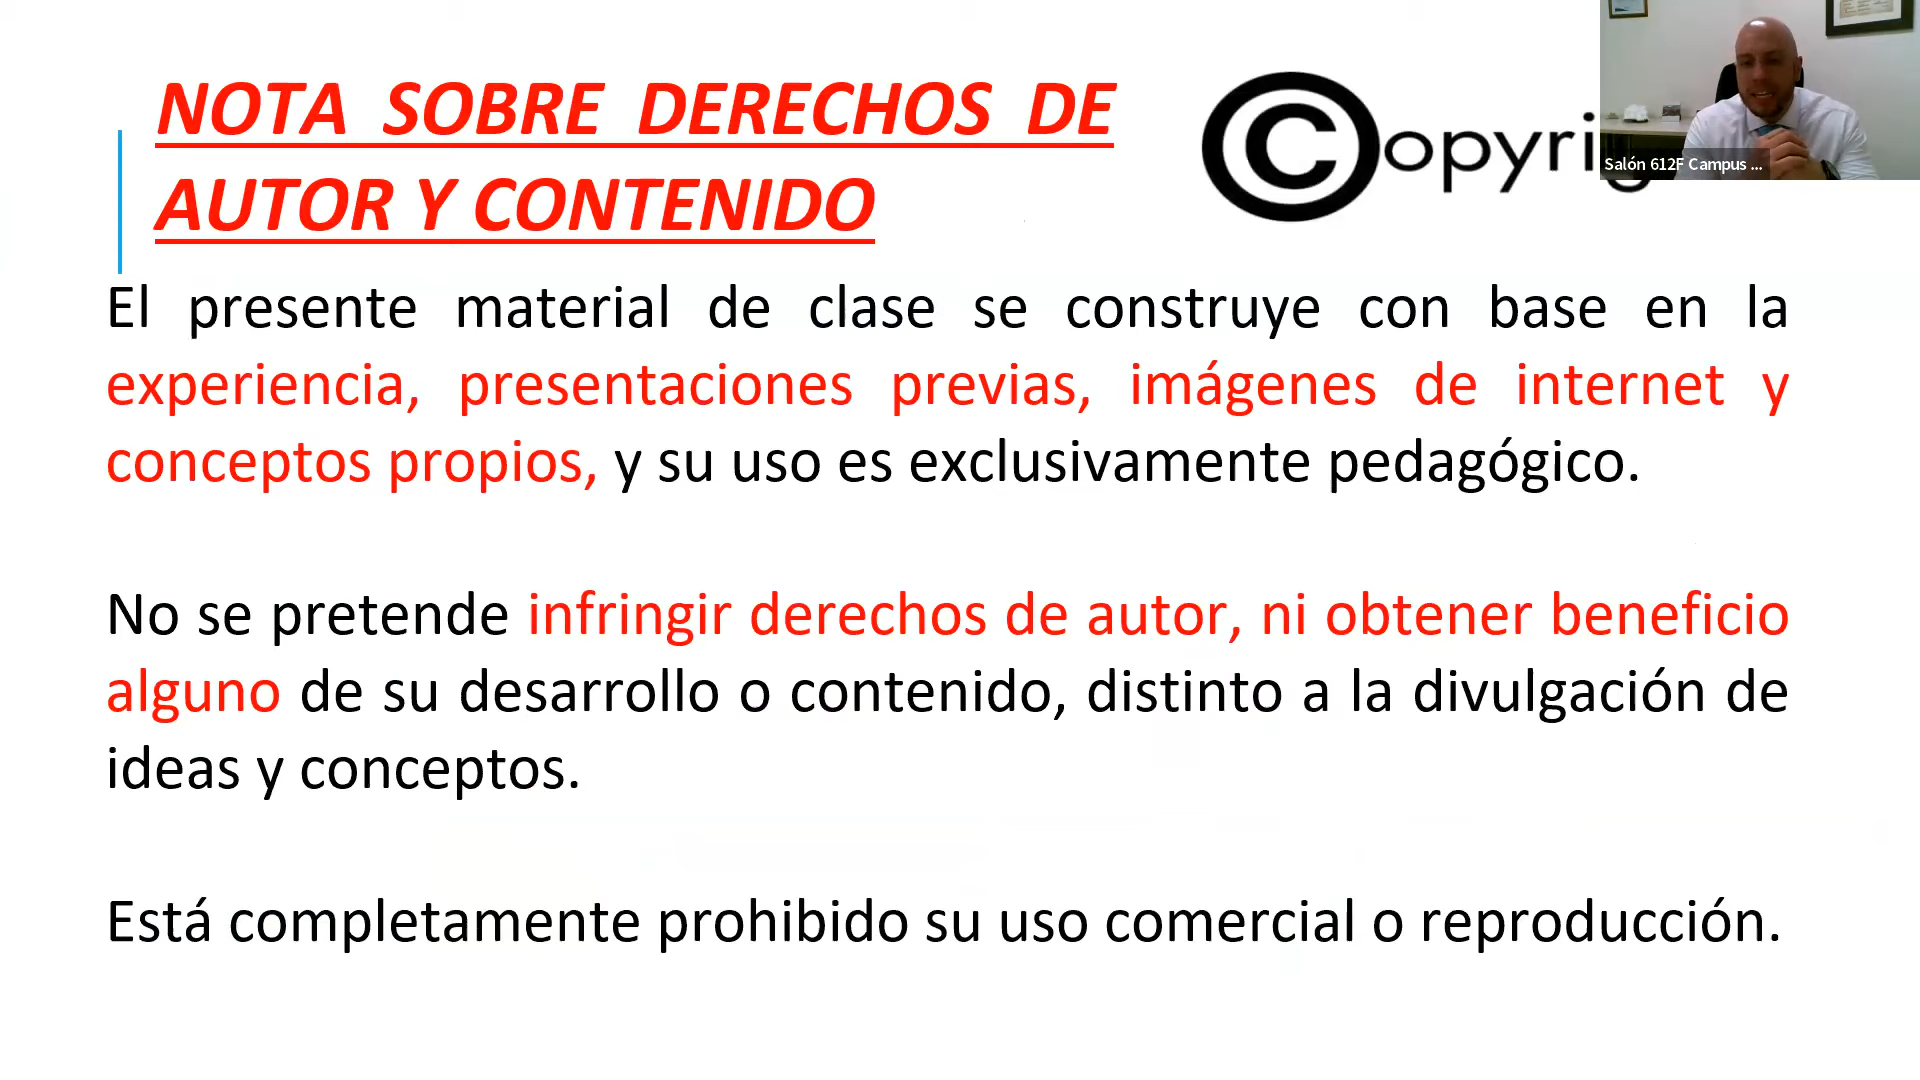 NOTA SOBRE DERECHOS DE
AUTOR Y CONTENIDO
©opyrig
Salón 612F Campus ...
El presente material de clase se construye con base en la
experiencia, presentaciones previas, imágenes de internet y
conceptos propios, y su uso es exclusivamente pedagógico.
No se pretende infringir derechos de autor, ni obtener beneficio
alguno de su desarrollo o contenido, distinto a la divulgación de
ideas y conceptos.
Está completamente prohibido su uso comercial o reproducción.